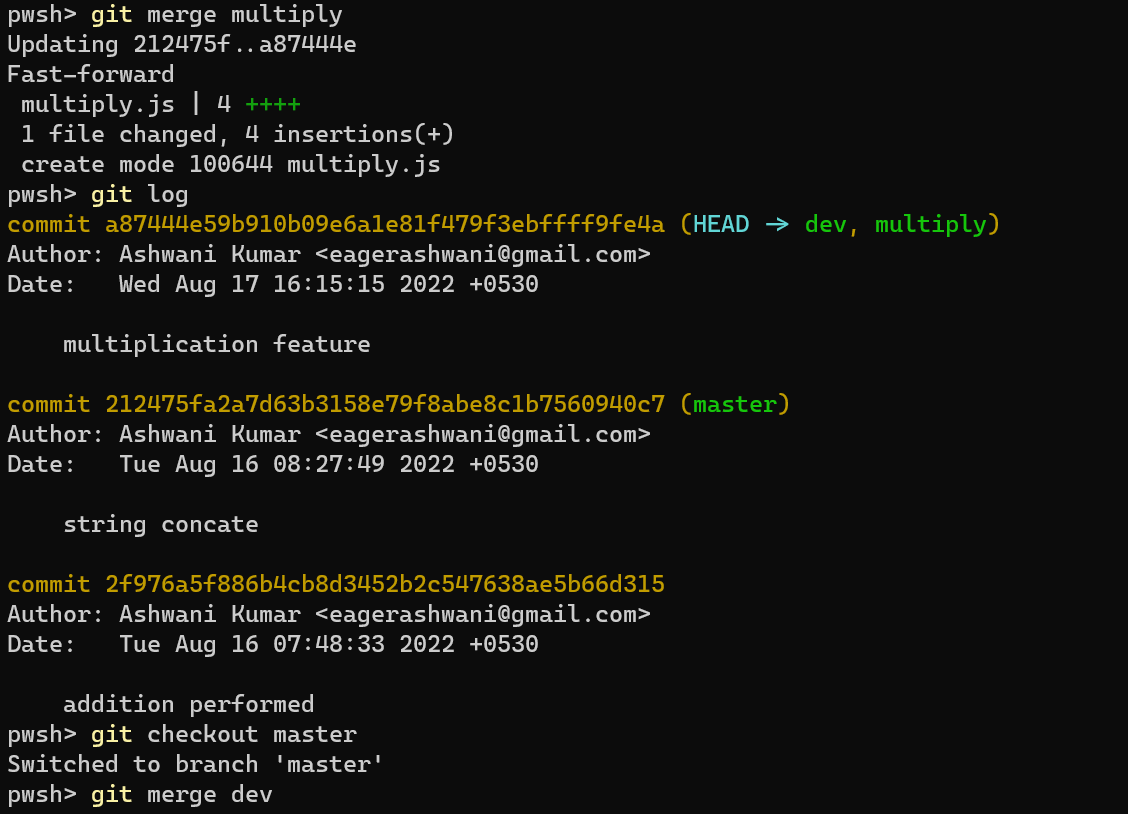 pwsh> git merge multiply
Updating 212475f..a87444e
Fast-forward
 multiply.js | 4 ++++
 1 file changed, 4 insertions(+)
 create mode 100644 multiply.js
pwsh> git log
commit a87444e59b910b09e6a1e81f479f3ebffff9fe4a (HEAD -> dev, multiply)
Author: Ashwani Kumar <eagerashwani@gmail.com>
Date:   Wed Aug 17 16:15:15 2022 +0530

    multiplication feature

commit 212475fa2a7d63b3158e79f8abe8c1b7560940c7 (master)
Author: Ashwani Kumar <eagerashwani@gmail.com>
Date:   Tue Aug 16 08:27:49 2022 +0530

    string concate

commit 2f976a5f886b4cb8d3452b2c547638ae5b66d315
Author: Ashwani Kumar <eagerashwani@gmail.com>
Date:   Tue Aug 16 07:48:33 2022 +0530

    addition performed
pwsh> git checkout master
Switched to branch 'master'
pwsh> git merge dev